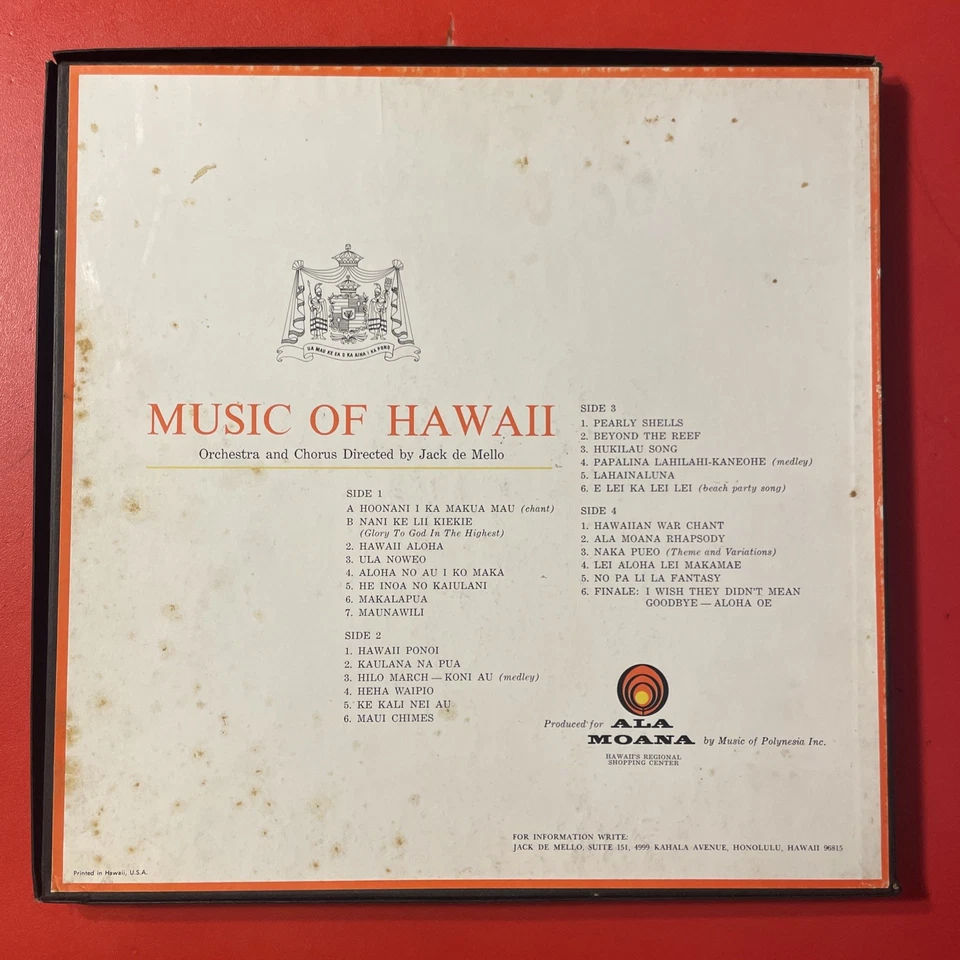 UA MAU KE EA O KA AINA I KA PONO
MUSIC OF HAWAII
Orchestra and Chorus Directed by Jack de Mello
SIDE 1
A HOONANI I KA MAKUA MAU (chant)
B NANI KE LII KIEKIE
(Glory To God In The Highest)
2. HAWAII ALOHA
3. ULA NOWEO
4. ALOHA NO AU I KO MAKA
5. HE INOA NO KAIULANI
6. MAKALAPUA
7. MAUNAWILI
SIDE 2
1. HAWAII PONOI
2. KAULANA NA PUA
3. HILO MARCH — KONI AU (medley)
4. HEHA WAIPIO
5. KE KALI NEI AU
6. MAUI CHIMES
SIDE 3
1. PEARLY SHELLS
2. BEYOND THE REEF
3. HUKILAU SONG
4. PAPALINA LAHILAHI-KANEOHE (medley)
5. LAHAINALUNA
6. E LEI KA LEI LEI (beach party song)
SIDE 4
1. HAWAIIAN WAR CHANT
2. ALA MOANA RHAPSODY
3. NAKA PUEO (Theme and Variations)
4. LEI ALOHA LEI MAKAMAE
5. NO PA LI LA FANTASY
6. FINALE: I WISH THEY DIDN'T MEAN
GOODBYE — ALOHA OE
Produced for ALA
MOANA by Music of Polynesia Inc.
HAWAII'S REGIONAL
SHOPPING CENTER
FOR INFORMATION WRITE:
JACK DE MELLO, SUITE 151, 4999 KAHALA AVENUE, HONOLULU, HAWAII 96815
Printed in Hawaii, U.S.A.